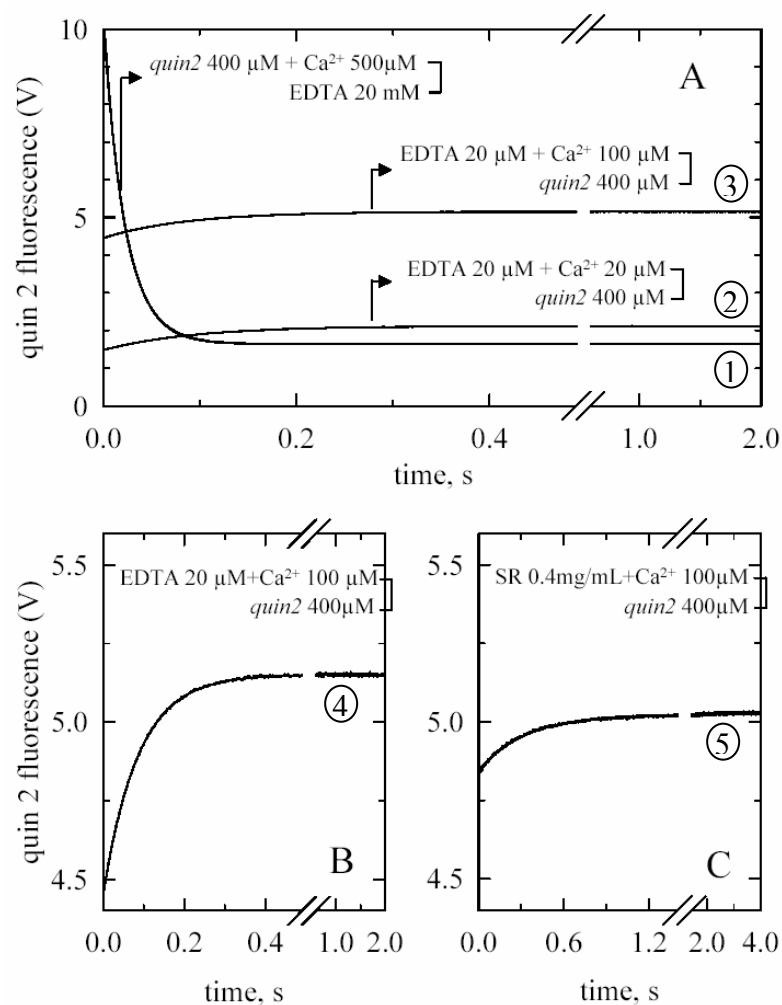 10
quin2 400 µM + Ca²⁺ 500µM
EDTA 20 mM
A
EDTA 20 µM + Ca²⁺ 100 µM
quin2 400 µM
3
5
EDTA 20 µM + Ca²⁺ 20 µM
quin2 400 µM
2
1
0
quin 2 fluorescence (V)
0.0 0.2 0.4 1.0 2.0
time, s
5.5
EDTA 20 µM+Ca²⁺ 100 µM
quin2 400µM
5.0
4
4.5
B
quin 2 fluorescence (V)
0.0 0.2 0.4 1.0 2.0
time, s
5.5
SR 0.4mg/mL+Ca²⁺ 100µM
quin2 400µM
5.0
5
4.5
C
0.0 0.6 1.2 2.0 4.0
time, s